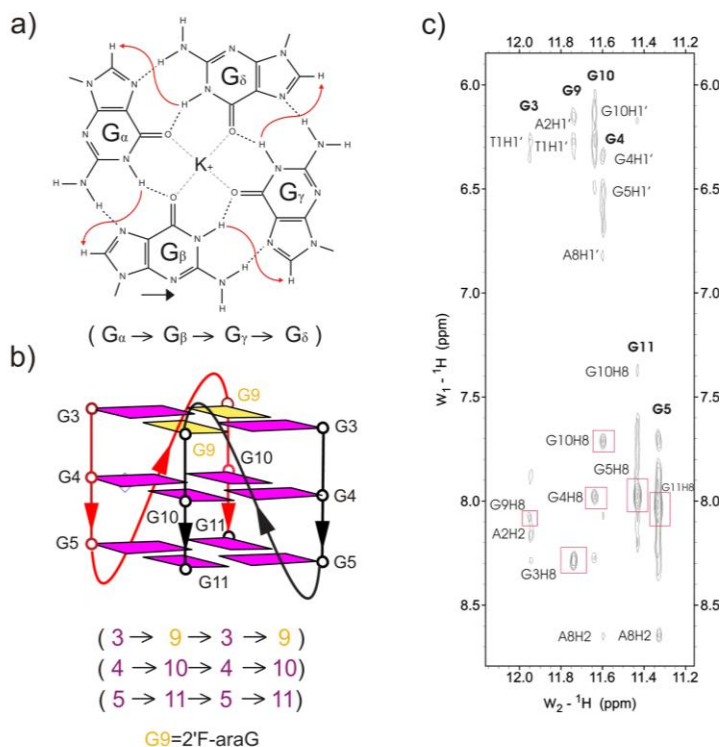 a)
H
H
N
H
N
N
N
H
N
N
O
Gα
Gδ
K+
Gγ
Gβ
( Gα → Gβ → Gγ → Gδ )
b)
G3
G9
G9
G3
G10
G4
G10
G4
G5
G11
G11
G5
( 3 → 9 → 3 → 9 )
( 4 → 10 → 4 → 10 )
( 5 → 11 → 5 → 11 )
G9=2'F-araG
c)
12.0 11.8 11.6 11.4 11.2
6.0
6.5
7.0
7.5
8.0
8.5
G10
G9
G3
G10H1'
A2H1'
G4
T1H1'
T1H1'
G4H1'
G5H1'
A8H1'
G11
G10H8
G5
G10H8
G5H8
G11H8
G4H8
G9H8
A2H2
G3H8
A8H2
A8H2
6.0
6.5
7.0
7.5
8.0
8.5
12.0 11.8 11.6 11.4 11.2
W1 - 1H (ppm)
W2 - 1H (ppm)